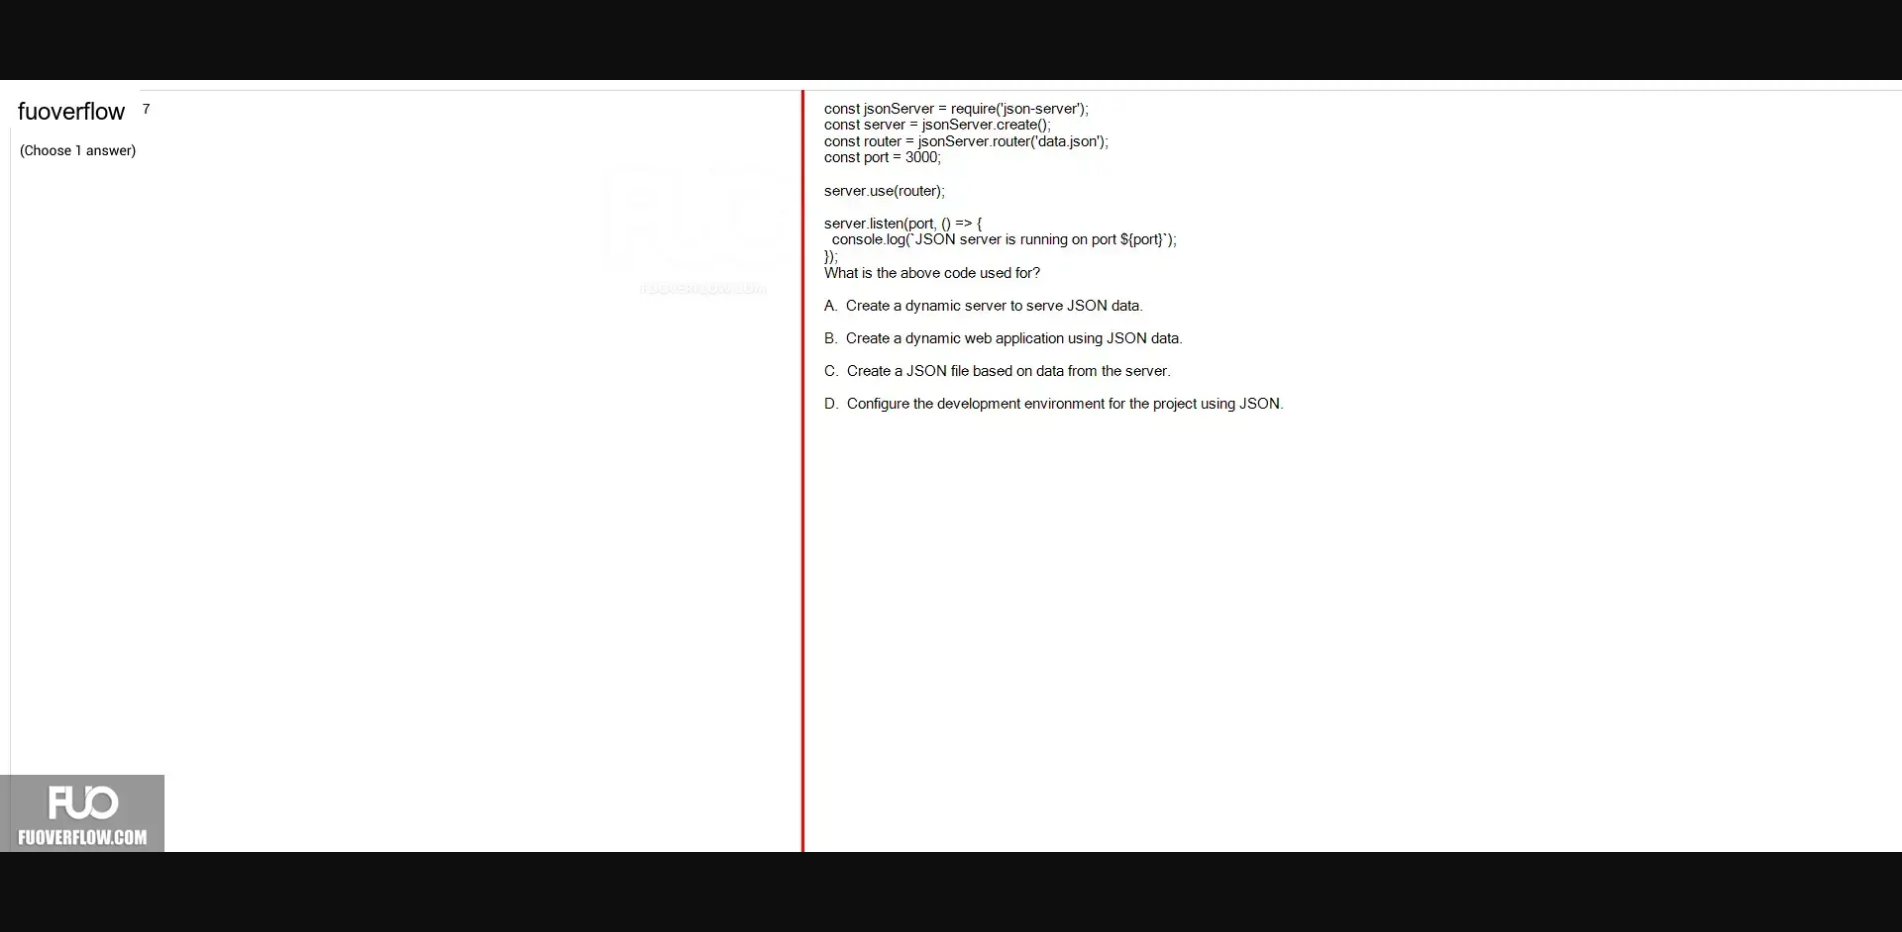 fuoverflow 7
(Choose 1 answer)
const jsonServer = require('json-server');
const server = jsonServer.create();
const router = jsonServer.router('data.json');
const port = 3000;
server.use(router);
server.listen(port, () => {
console.log(`JSON server is running on port ${port}`);
});
What is the above code used for?
A. Create a dynamic server to serve JSON data.
B. Create a dynamic web application using JSON data.
C. Create a JSON file based on data from the server.
D. Configure the development environment for the project using JSON.
FUO
FUOVERFLOW.COM
FUO
FUOVERFLOW.COM